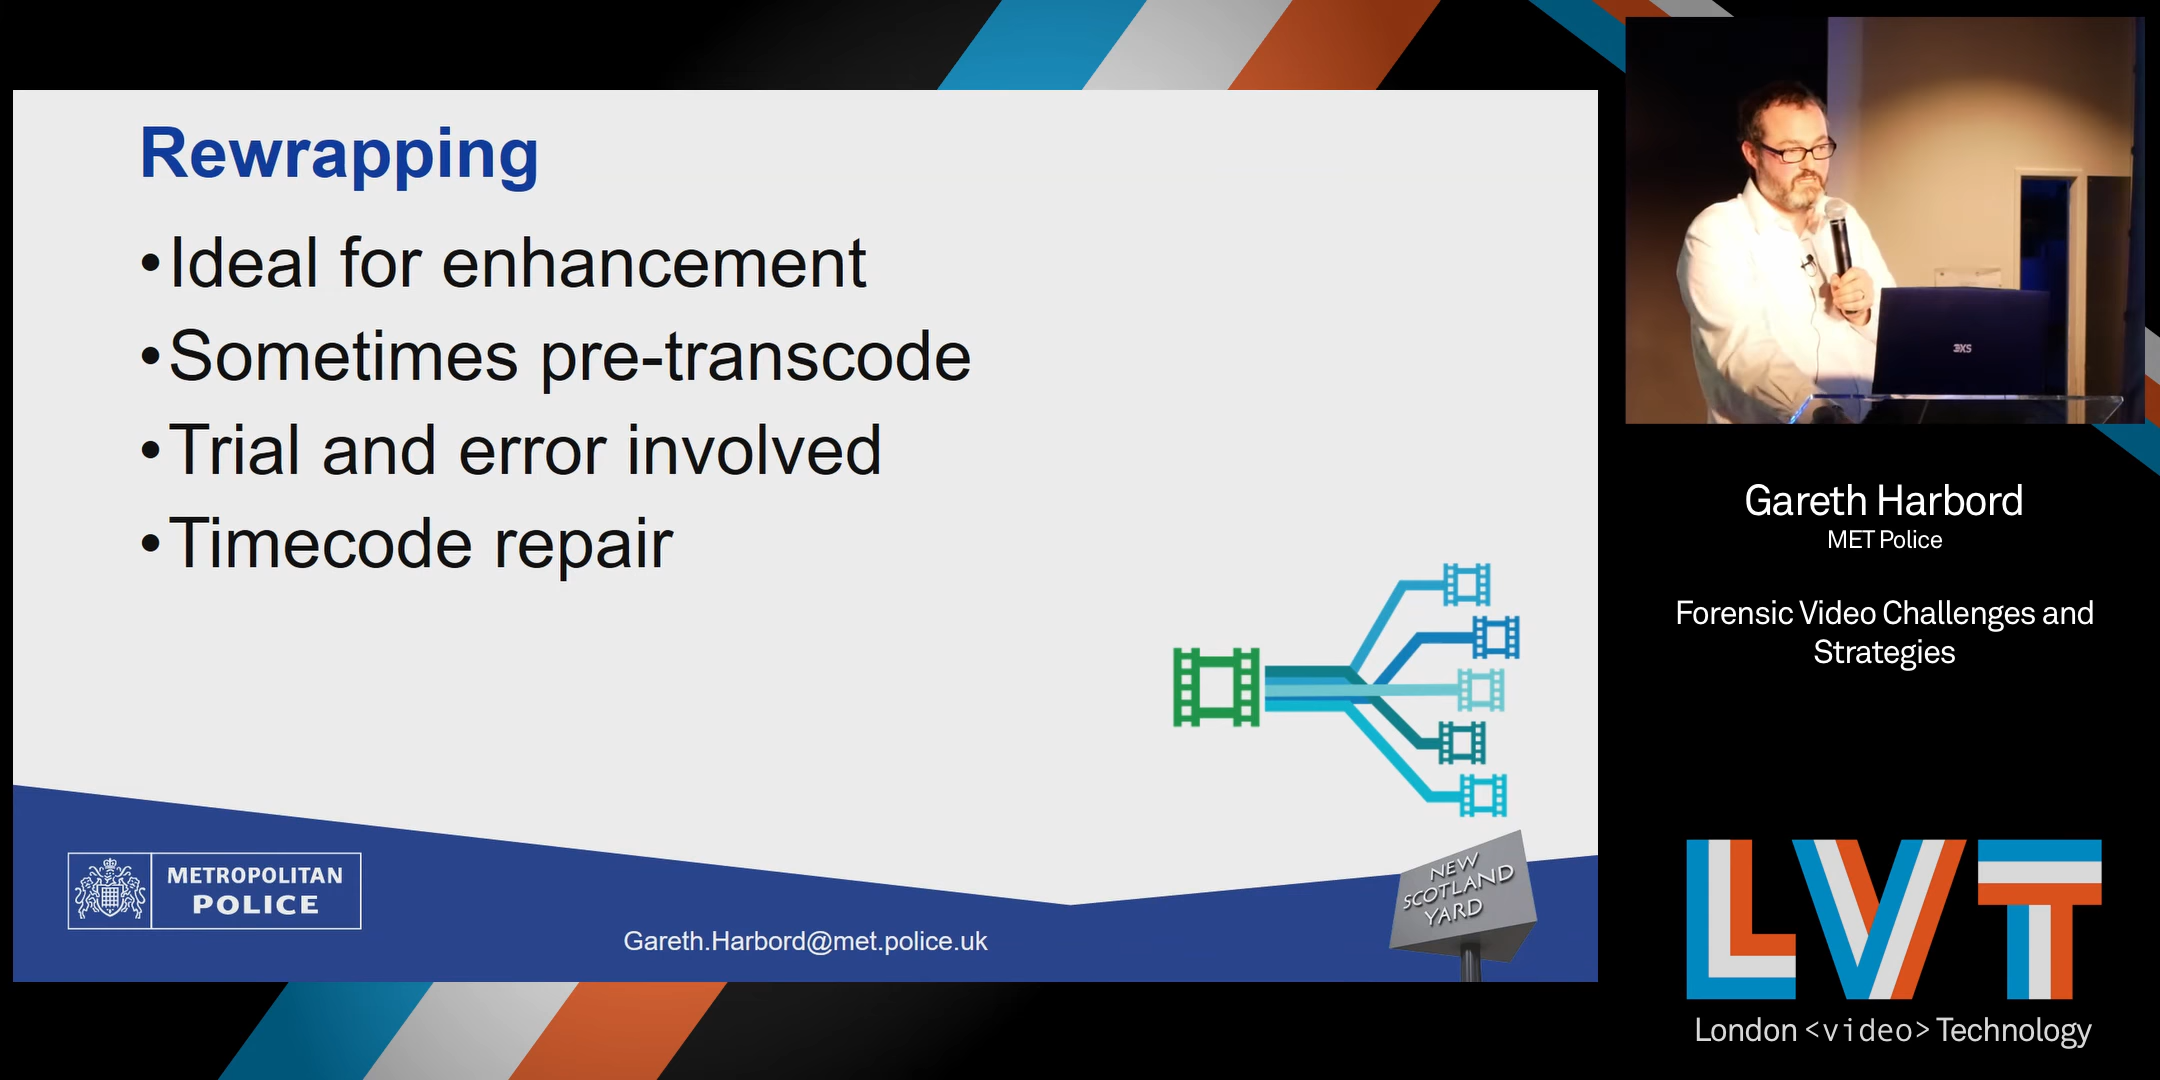 Rewrapping
•Ideal for enhancement
•Sometimes pre-transcode
•Trial and error involved
•Timecode repair
METROPOLITAN
POLICE
Gareth.Harbord@met.police.uk
NEW
SCOTLAND
YARD
3XS
Gareth Harbord
MET Police
Forensic Video Challenges and
Strategies
LVT
London <video> Technology